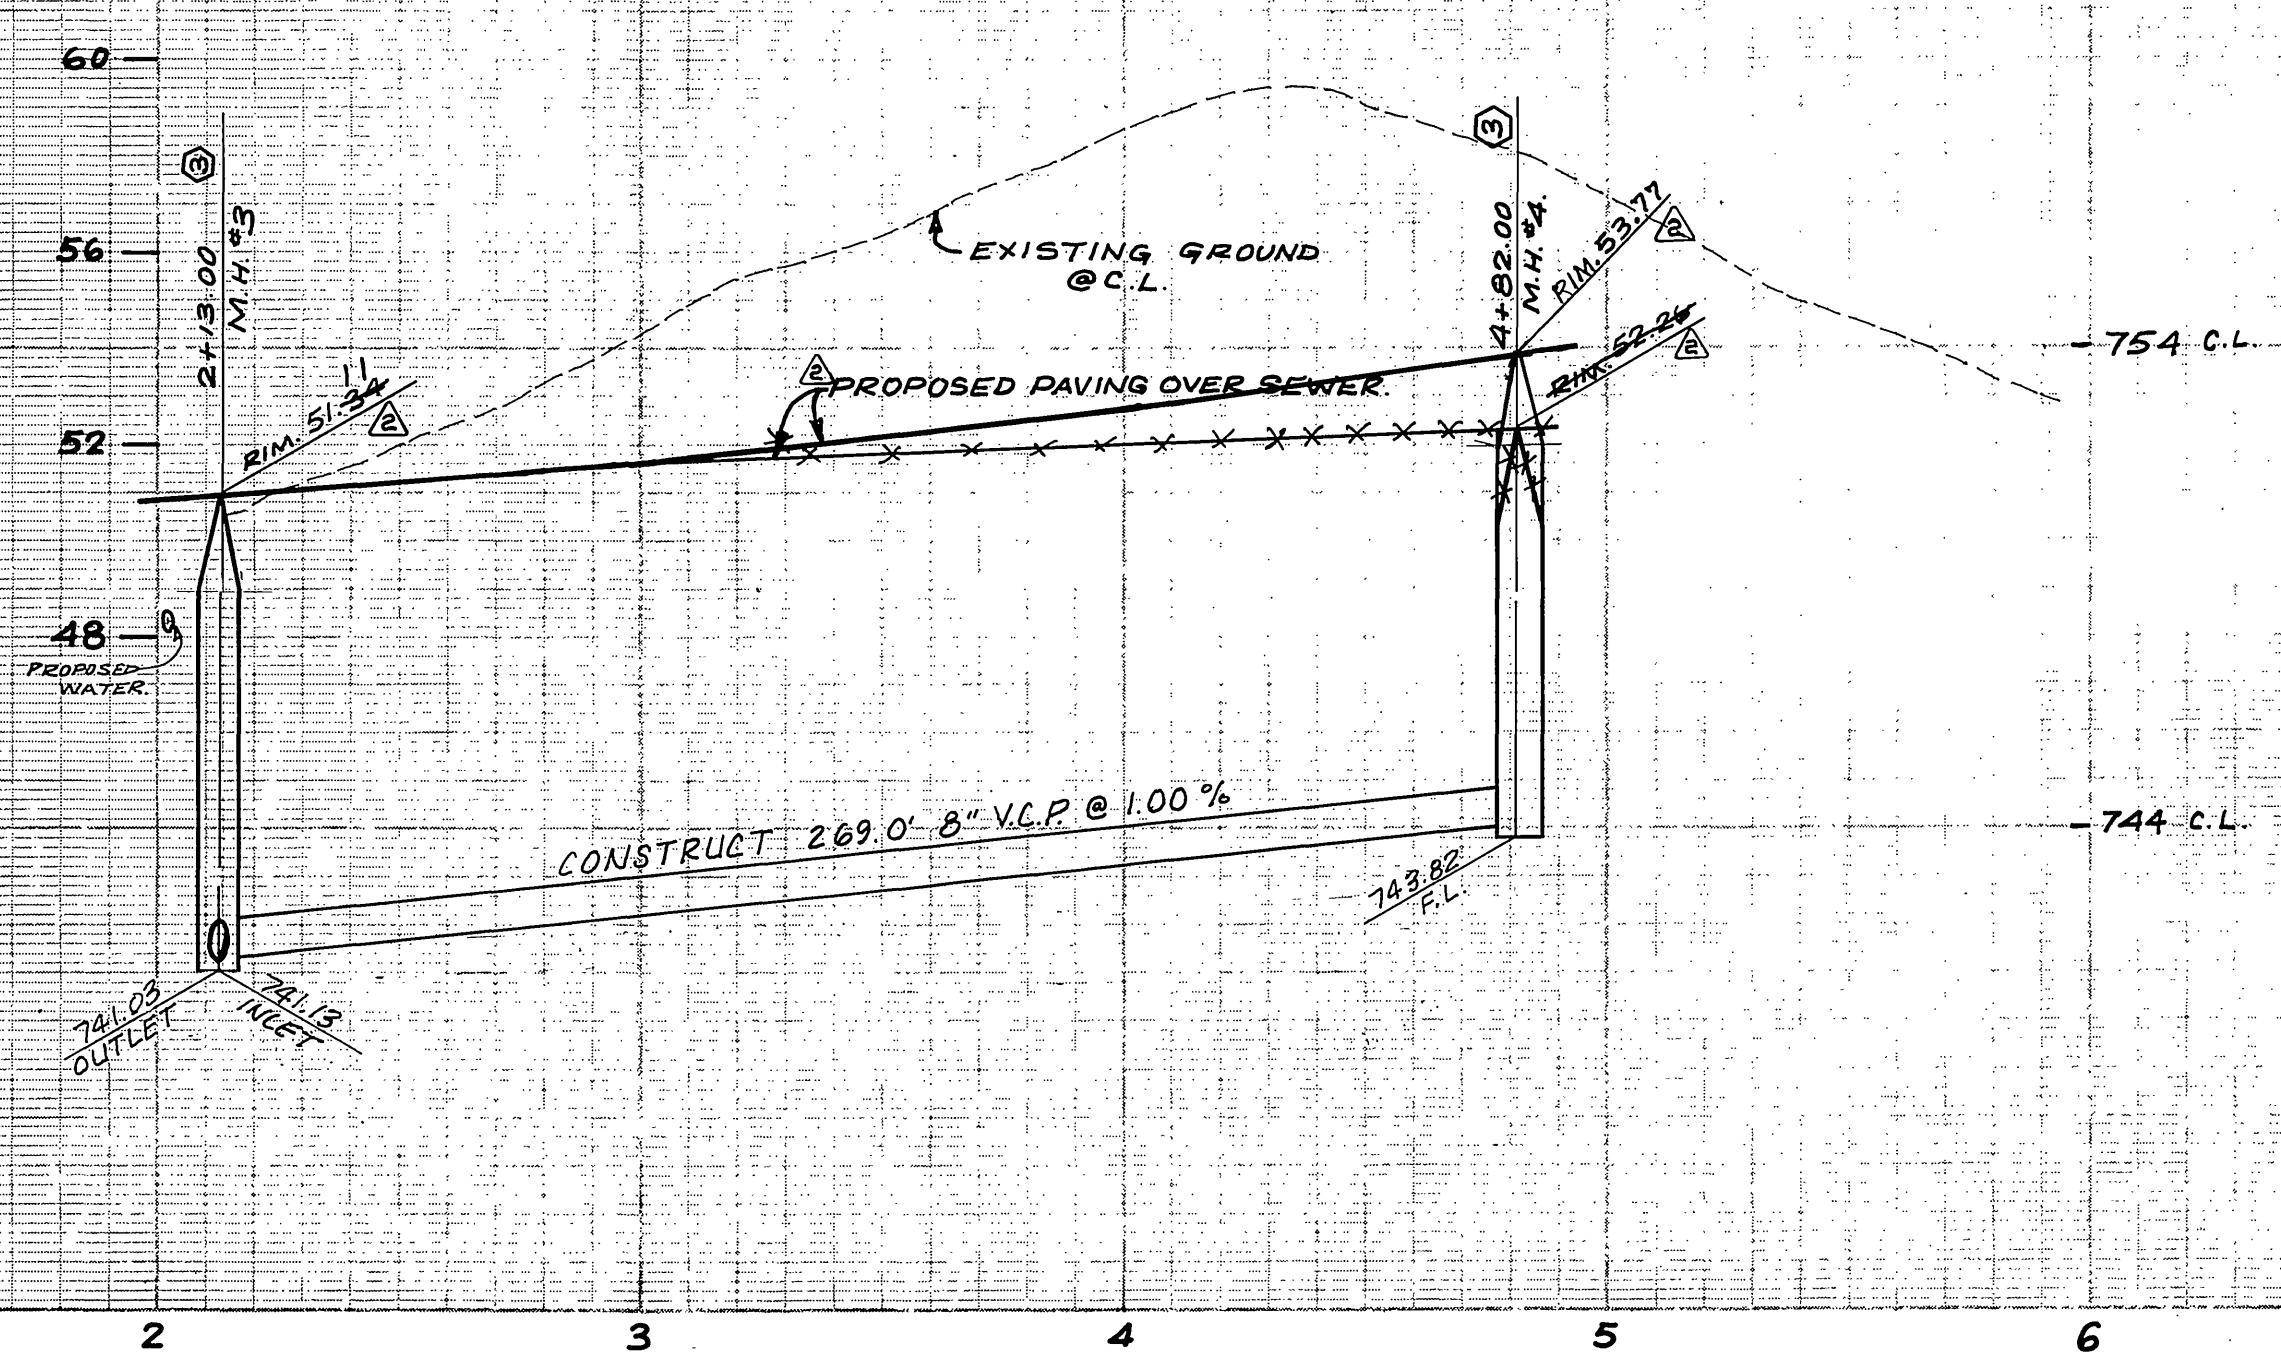 60
56
52
48
PROPOSED
WATER.
3
2+13.00
M.H. #3
11
RIM. 51.34
2
EXISTING GROUND
@ C.L.
2
PROPOSED PAVING OVER SEWER.
3
4+82.00
M.H. #4.
RIM. 53.77
2
RIM. 52.26
2
- 754 C.L.
- 744 C.L.
CONSTRUCT 269.0' 8" V.C.P. @ 1.00 %
743.82
F.L.
741.03
OUTLET
741.13
INLET
2 3 4 5 6